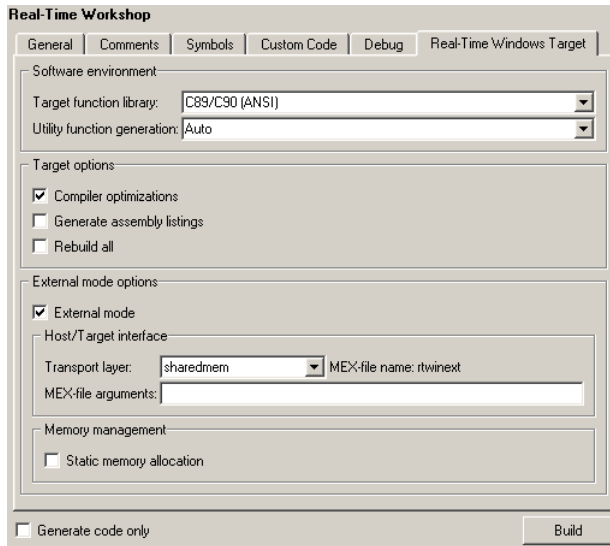 Real-Time Workshop
General Comments Symbols Custom Code Debug Real-Time Windows Target
Software environment
Target function library: C89/C90 (ANSI)
Utility function generation: Auto
Target options
Compiler optimizations
Generate assembly listings
Rebuild all
External mode options
External mode
Host/Target interface
Transport layer: sharedmem MEX-file name: rtwinext
MEX-file arguments:
Memory management
Static memory allocation
Generate code only Build